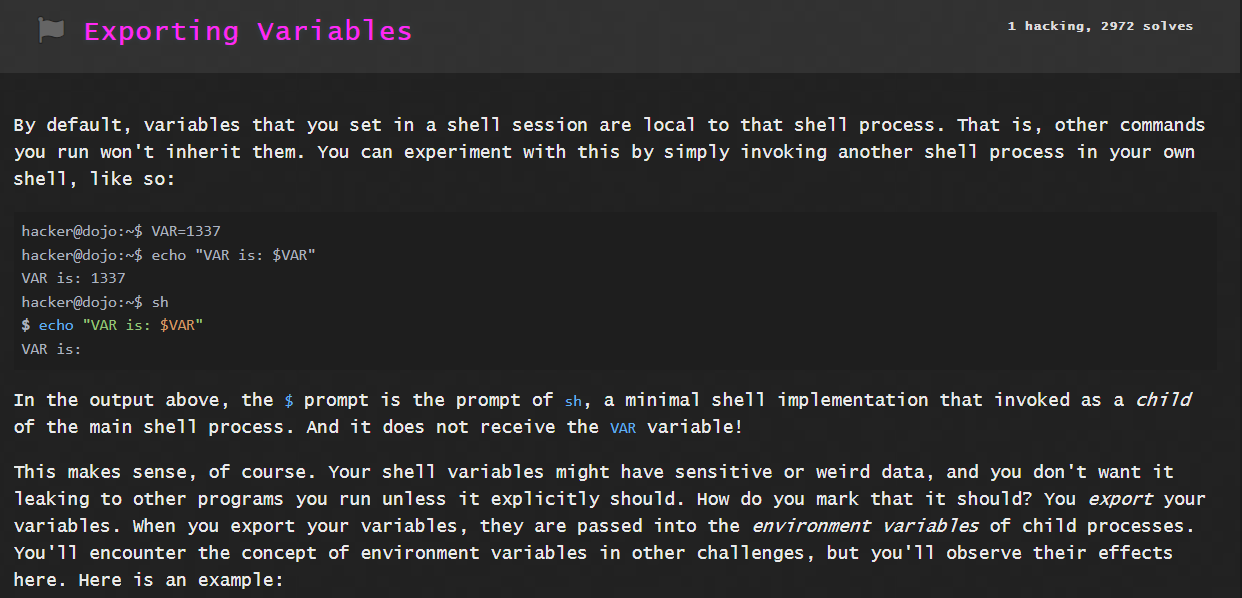 Exporting Variables
1 hacking, 2972 solves
By default, variables that you set in a shell session are local to that shell process. That is, other commands
you run won't inherit them. You can experiment with this by simply invoking another shell process in your own
shell, like so:
hacker@dojo:~$ VAR=1337
hacker@dojo:~$ echo "VAR is: $VAR"
VAR is: 1337
hacker@dojo:~$ sh
$ echo "VAR is: $VAR"
VAR is:
In the output above, the $ prompt is the prompt of sh, a minimal shell implementation that invoked as a child
of the main shell process. And it does not receive the VAR variable!
This makes sense, of course. Your shell variables might have sensitive or weird data, and you don't want it
leaking to other programs you run unless it explicitly should. How do you mark that it should? You export your
variables. When you export your variables, they are passed into the environment variables of child processes.
You'll encounter the concept of environment variables in other challenges, but you'll observe their effects
here. Here is an example: